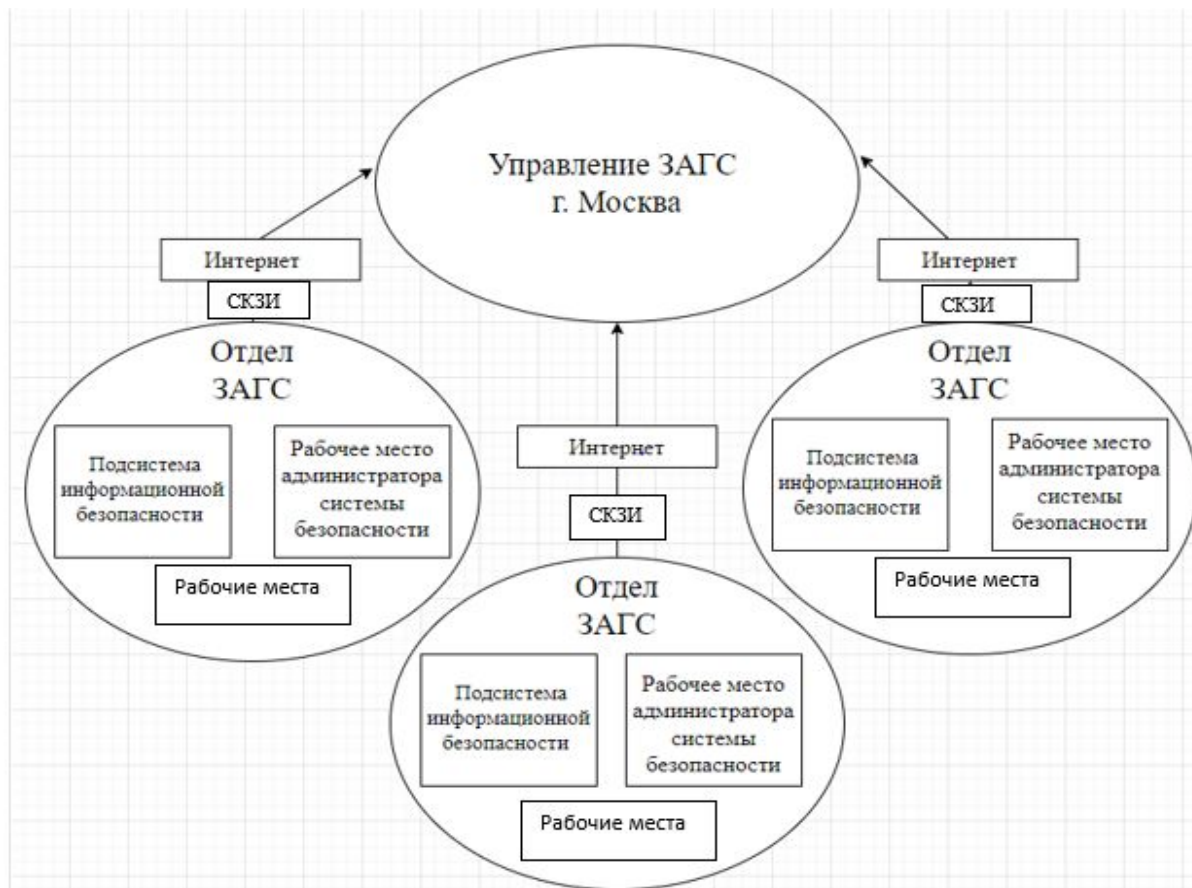 Управление ЗАГС
г. Москва
Интернет
СКЗИ
Отдел
ЗАГС
Подсистема
информационной
безопасности
Рабочее место
администратора
системы
безопасности
Рабочие места
Интернет
СКЗИ
Отдел
ЗАГС
Подсистема
информационной
безопасности
Рабочее место
администратора
системы
безопасности
Рабочие места
Интернет
СКЗИ
Отдел
ЗАГС
Подсистема
информационной
безопасности
Рабочее место
администратора
системы
безопасности
Рабочие места